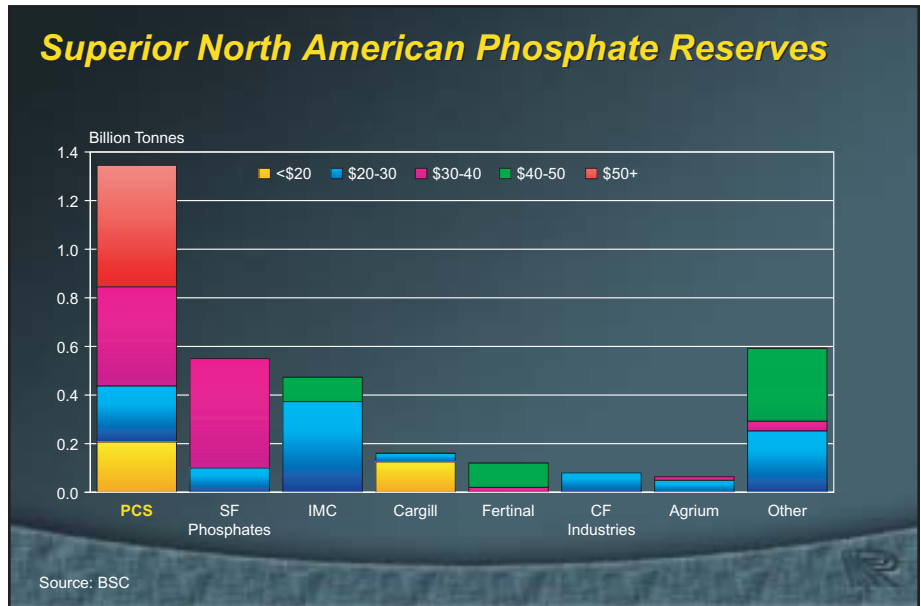 Superior North American Phosphate Reserves
Billion Tonnes
<$20 $20-30 $30-40 $40-50 $50+
1.4
1.2
1.0
0.8
0.6
0.4
0.2
0.0
PCS SF IMC Cargill Fertinal CF Agrium Other
Phosphates Industries
Source: BSC